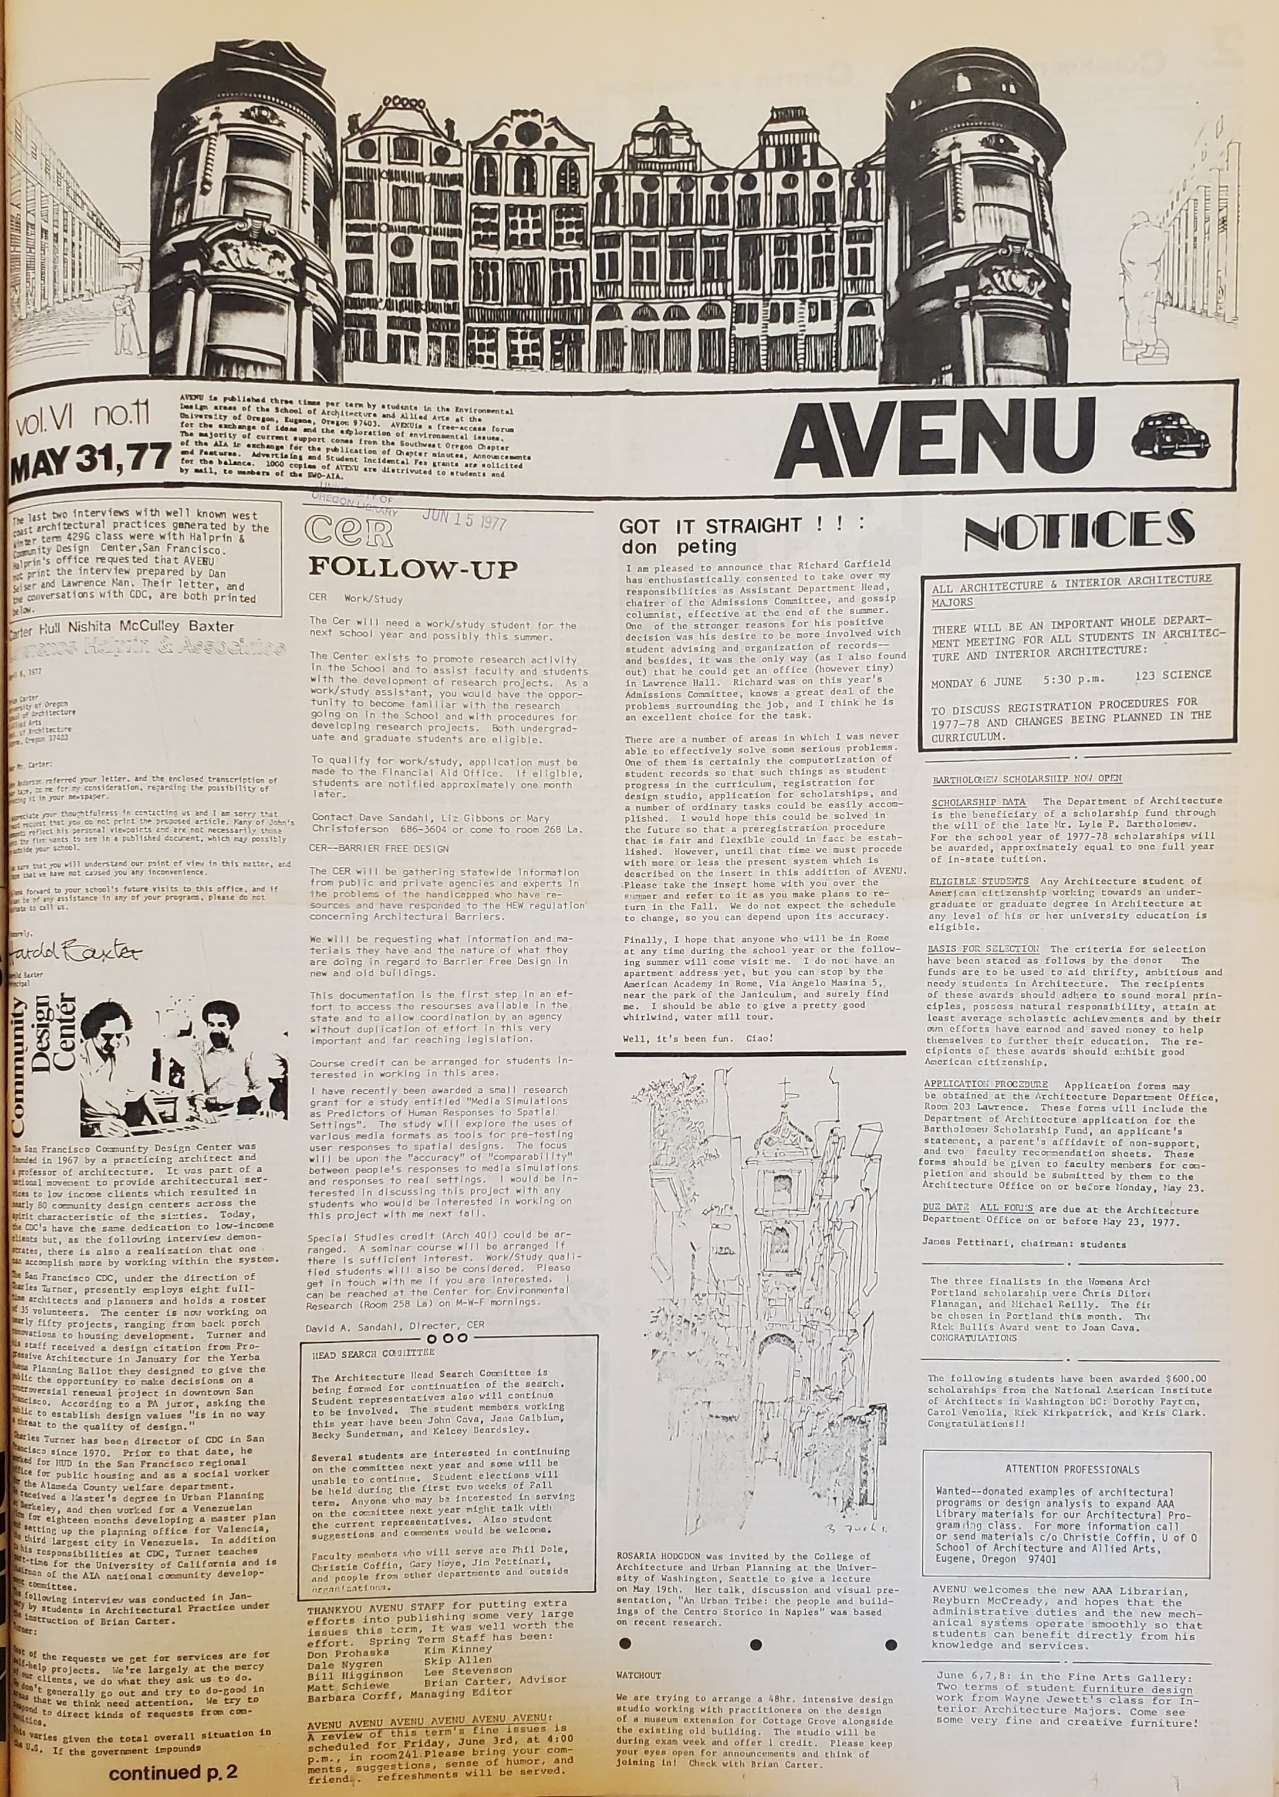 vol. VI no. 11
MAY 31, 77
AVENU is published three times per term by students in the Environmental
Design areas of the School of Architecture and Allied Arts at the
University of Oregon, Eugene, Oregon 97403. AVENU is a free-access forum
for the exchange of ideas and the exploration of environmental issues.
The majority of current support comes from the Southwest Oregon Chapter
of the AIA in exchange for the publication of Chapter minutes, Announcements
and Features. Advertising and Student Incidental Fee grants are solicited
for the balance. 1000 copies of AVENU are distrivuted to students and
by mail, to members of the SWO-AIA.
AVENU
UNIVERSITY OF
OREGON LIBRARY
JUN 15 1977
The last two interviews with well known west
coast architectural practices generated by the
Winter term 429G class were with Halprin &
Community Design Center, San Francisco.
Halprin's office requested that AVENU
not print the interview prepared by Dan
and Lawrence Man. Their letter, and
the conversations with CDC, are both printed
below.
Carter Hull Nishita McCulley Baxter
Lawrence Halprin & Associates
1977
Carter
University of Oregon
School of Architecture
Allied Arts
of Architecture
Oregon 97403
Mr. Carter:
Anderson referred your letter, and the enclosed transcription of
tape, to me for my consideration, regarding the possibility of
it in your newspaper.
appreciate your thoughtfulness in contacting us and I am sorry that
request that you do not print the proposed article. Many of John's
reflect his personal viewpoints and are not necessarily those
the firm wants to see in a published document, which may possibly
outside your school.
sure that you will understand our point of view in this matter, and
that we have not caused you any inconvenience.
look forward to your school's future visits to this office, and if
can be of any assistance in any of your programs, please do not
hesitate to call us.
Sincerely,
Harold Baxter
Harold Baxter
Principal
Community
Design
Center
The San Francisco Community Design Center was
founded in 1967 by a practicing architect and
a professor of architecture. It was part of a
national movement to provide architectural ser-
vices to low income clients which resulted in
nearly 80 community design centers across the
spirit characteristic of the sixties. Today,
the CDC's have the same dedication to low-income
clients but, as the following interview demon-
strates, there is also a realization that one
can accomplish more by working within the system.
The San Francisco CDC, under the direction of
Charles Turner, presently employs eight full-
time architects and planners and holds a roster
of 35 volunteers. The center is now working on
nearly fifty projects, ranging from back porch
renovations to housing development. Turner and
his staff received a design citation from Pro-
gressive Architecture in January for the Yerba
Buena Planning Ballot they designed to give the
public the opportunity to make decisions on a
controversial renewal project in downtown San
Francisco. According to a PA juror, asking the
public to establish design values "is in no way
a threat to the quality of design."
Charles Turner has been director of CDC in San
Francisco since 1970. Prior to that date, he
worked for HUD in the San Francisco regional
office for public housing and as a social worker
for the Alameda County welfare department.
He received a Master's degree in Urban Planning
at Berkeley, and then worked for a Venezuelan
firm for eighteen months developing a master plan
and setting up the planning office for Valencia,
the third largest city in Venezuela. In addition
to his responsibilities at CDC, Turner teaches
part-time for the University of California and is
chairman of the AIA national community develop-
ment committee.
The following interview was conducted in Jan-
uary by students in Architectural Practice under
the instruction of Brian Carter.
Turner:
Most of the requests we get for services are for
self-help projects. We're largely at the mercy
of our clients, we do what they ask us to do.
We don't generally go out and try to do-good in
areas that we think need attention. We try to
respond to direct kinds of requests from com-
munities.
This varies given the total overall situation in
the U.S. If the government impounds
continued p. 2
cer
FOLLOW-UP
CER Work/Study
The Cer will need a work/study student for the
next school year and possibly this summer.
The Center exists to promote research activity
in the School and to assist faculty and students
with the development of research projects. As a
work/study assistant, you would have the oppor-
tunity to become familiar with the research
going on in the School and with procedures for
developing research projects. Both undergrad-
uate and graduate students are eligible.
To qualify for work/study, application must be
made to the Financial Aid Office. If eligible,
students are notified approximately one month
later.
Contact Dave Sandahl, Liz Gibbons or Mary
Christoferson 686-3604 or come to room 268 La.
CER--BARRIER FREE DESIGN
The CER will be gathering statewide information
from public and private agencies and experts in
the problems of the handicapped who have re-
sources and have responded to the HEW regulation
concerning Architectural Barriers.
We will be requesting what information and ma-
terials they have and the nature of what they
are doing in regard to Barrier Free Design in
new and old buildings.
This documentation is the first step in an ef-
fort to access the resourses available in the
state and to allow coordination by an agency
without duplication of effort in this very
important and far reaching legislation.
Course credit can be arranged for students in-
terested in working in this area.
I have recently been awarded a small research
grant for a study entitled "Media Simulations
as Predictors of Human Responses to Spatial
Settings". The study will explore the uses of
various media formats as tools for pre-testing
user responses to spatial designs. The focus
will be upon the "accuracy" of "comparability"
between people's responses to media simulations
and responses to real settings. I would be in-
terested in discussing this project with any
students who would be interested in working on
this project with me next fall.
Special Studies credit (Arch 401) could be ar-
ranged. A seminar course will be arranged if
there is sufficient interest. Work/Study quali-
fied students will also be considered. Please
get in touch with me if you are interested. I
can be reached at the Center for Environmental
Research (Room 258 La) on M-W-F mornings.
David A. Sandahl, Director, CER
HEAD SEARCH COMMITTEE
The Architecture Head Search Committee is
being formed for continuation of the search.
Student representatives also will continue
to be involved. The student members working
this year have been John Cava, Jane Galblum,
Becky Sunderman, and Kelcey Beardsley.
Several students are interested in continuing
on the committee next year and some will be
unable to continue. Student elections will
be held during the first two weeks of Fall
term. Anyone who may be interested in serving
on the committee next year might talk with
the current representatives. Also student
suggestions and comments would be welcome.
Faculty members who will serve are Phil Dole,
Christie Coffin, Gary Moye, Jim Pettinari,
and people from other departments and outside
organizations.
THANKYOU AVENU STAFF for putting extra
efforts into publishing some very large
issues this term, It was well worth the
effort. Spring Term Staff has been:
Don Prohaska Kim Kinney
Dale Nygren Skip Allen
Bill Higginson Lee Stevenson
Matt Schiewe Brian Carter, Advisor
Barbara Corff, Managing Editor
AVENU AVENU AVENU AVENU AVENU AVENU:
A review of this term's fine issues is
scheduled for Friday, June 3rd, at 4:00
p.m., in room241.Please bring your com-
ments, suggestions, sense of humor, and
friend. refreshments will be served.
GOT IT STRAIGHT ! ! :
don peting
I am pleased to announce that Richard Garfield
has enthusiastically consented to take over my
responsibilities as Assistant Department Head,
chairer of the Admissions Committee, and gossip
columnist, effective at the end of the summer.
One of the stronger reasons for his positive
decision was his desire to be more involved with
student advising and organization of records--
and besides, it was the only way (as I also found
out) that he could get an office (however tiny)
in Lawrence Hall. Richard was on this year's
Admissions Committee, knows a great deal of the
problems surrounding the job, and I think he is
an excellent choice for the task.
There are a number of areas in which I was never
able to effectively solve some serious problems.
One of them is certainly the computerization of
student records so that such things as student
progress in the curriculum, registration for
design studio, application for scholarships, and
a number of ordinary tasks could be easily accom-
plished. I would hope this could be solved in
the future so that a preregistration procedure
that is fair and flexible could in fact be estab-
lished. However, until that time we must procede
with more or less the present system which is
described on the insert in this addition of AVENU.
Please take the insert home with you over the
summer and refer to it as you make plans to re-
turn in the Fall. We do not expect the schedule
to change, so you can depend upon its accuracy.
Finally, I hope that anyone who will be in Rome
at any time during the school year or the follow-
ing summer will come visit me. I do not have an
apartment address yet, but you can stop by the
American Academy in Rome, Via Angelo Masina 5,
near the park of the Janiculum, and surely find
me. I should be able to give a pretty good
whirlwind, water mill tour.
Well, it's been fun. Ciao!
ROSARIA HODGDON was invited by the College of
Architecture and Urban Planning at the Univer-
sity of Washington, Seattle to give a lecture
on May 19th. Her talk, discussion and visual pre-
sentation, "An Urban Tribe: the people and build-
ings of the Centro Storico in Naples" was based
on recent research.
WATCHOUT
We are trying to arrange a 48hr. intensive design
studio working with practitioners on the design
of a museum extension for Cottage Grove alongside
the existing old building. The studio will be
during exam week and offer 1 credit. Please keep
your eyes open for announcements and think of
joining in! Check with Brian Carter.
NOTICES
ALL ARCHITECTURE & INTERIOR ARCHITECTURE
MAJORS
THERE WILL BE AN IMPORTANT WHOLE DEPART-
MENT MEETING FOR ALL STUDENTS IN ARCHITEC-
TURE AND INTERIOR ARCHITECTURE:
MONDAY 6 JUNE 5:30 p.m. 123 SCIENCE
TO DISCUSS REGISTRATION PROCEDURES FOR
1977-78 AND CHANGES BEING PLANNED IN THE
CURRICULUM.
BARTHOLOMEW SCHOLARSHIP NOW OPEN
SCHOLARSHIP DATA The Department of Architecture
is the beneficiary of a scholarship fund through
the will of the late Mr. Lyle P. Bartholomew.
For the school year of 1977-78 scholarships will
be awarded, approximately equal to one full year
of in-state tuition.
ELIGIBLE STUDENTS Any Architecture student of
American citizenship working towards an under-
graduate or graduate degree in Architecture at
any level of his or her university education is
eligible.
BASIS FOR SELECTION The criteria for selection
have been stated as follows by the donor The
funds are to be used to aid thrifty, ambitious and
needy students in Architecture. The recipients
of these awards should adhere to sound moral prin-
ciples, possess natural responsibility, attain at
least average scholastic achievements and by their
own efforts have earned and saved money to help
themselves to further their education. The re-
cipients of these awards should exhibit good
American citizenship.
APPLICATION PROCEDURE Application forms may
be obtained at the Architecture Department Office,
Room 203 Lawrence. These forms will include the
Department of Architecture application for the
Bartholomew Scholarship Fund, an applicant's
statement, a parent's affidavit of non-support,
and two faculty recommendation sheets. These
forms should be given to faculty members for com-
pletion and should be submitted by them to the
Architecture Office on or before Monday, May 23.
DUE DATE ALL FORMS are due at the Architecture
Department Office on or before May 23, 1977.
James Pettinari, chairman: students
The three finalists in the Womens Arch
Portland scholarship were Chris Dilore
Flanagan, and Michael Reilly. The fir
be chosen in Portland this month. The
Rick Bullis Award went to Joan Cava.
CONGRATULATIONS
The following students have been awarded $600.00
scholarships from the National American Institute
of Architects in Washington DC: Dorothy Payton,
Carol Venolia, Rick Kirkpatrick, and Kris Clark.
Congratulations!!
ATTENTION PROFESSIONALS
Wanted--donated examples of architectural
programs or design analysis to expand AAA
Library materials for our Architectural Pro-
gramming class. For more information call
or send materials c/o Christie Coffin, U of O
School of Architecture and Allied Arts,
Eugene, Oregon 97401
AVENU welcomes the new AAA Librarian,
Reyburn McCready, and hopes that the
administrative duties and the new mech-
anical systems operate smoothly so that
students can benefit directly from his
knowledge and services.
June 6,7,8: in the Fine Arts Gallery:
Two terms of student furniture design
work from Wayne Jewett's class for In-
terior Architecture Majors. Come see
some very fine and creative furniture!